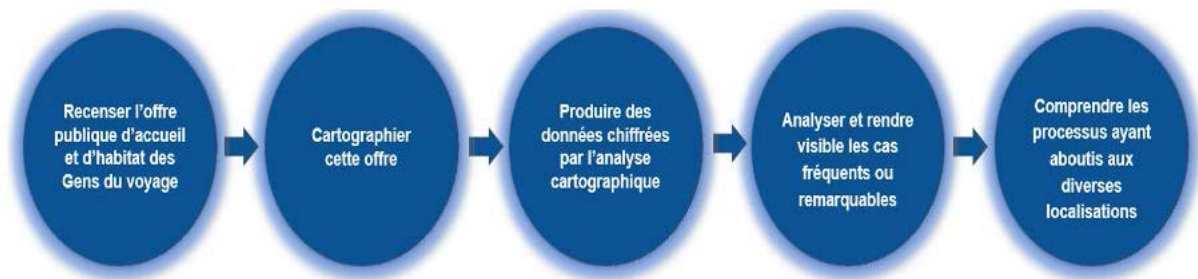 Recenser l'offre
publique d'accueil
et d'habitat des
Gens du voyage
Cartographier
cette offre
Produire des
données chiffrées
par l'analyse
cartographique
Analyser et rendre
visible les cas
fréquents ou
remarquables
Comprendre les
processus ayant
aboutis aux
diverses
localisations